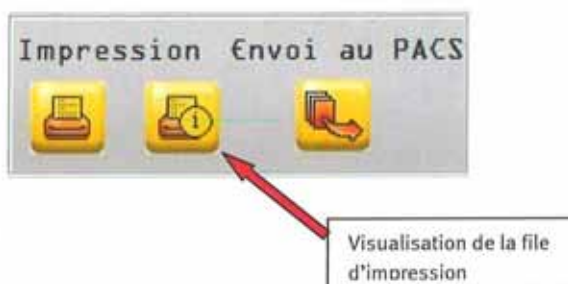 Impression Envoi au PACS
i
Visualisation de la file
d'impression